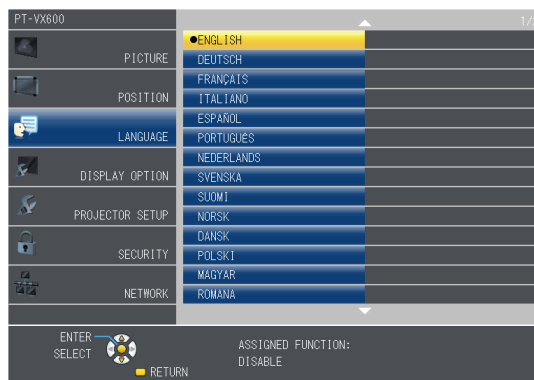 PT-VX600
PICTURE
POSITION
LANGUAGE
DISPLAY OPTION
PROJECTOR SETUP
SECURITY
NETWORK
●ENGLISH
DEUTSCH
FRANÇAIS
ITALIANO
ESPAÑOL
PORTUGUÊS
NEDERLANDS
SVENSKA
SUOMI
NORSK
DANSK
POLSKI
MAGYAR
ROMÂNA
ENTER
SELECT
RETURN
ASSIGNED FUNCTION:
DISABLE